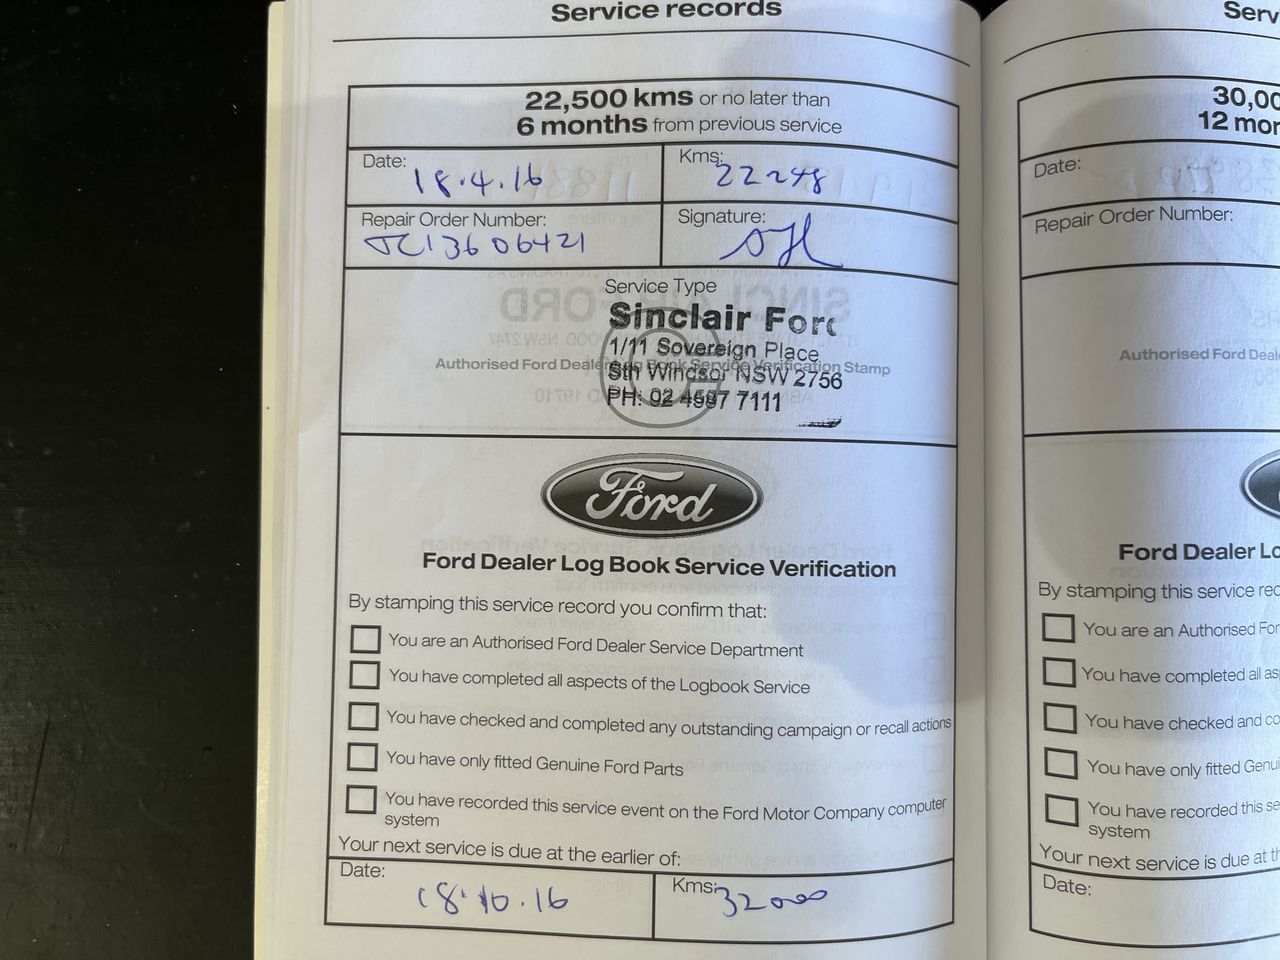 Service records
22,500 kms or no later than
6 months from previous service
Date: 18.4.16
Kms: 22248
Repair Order Number: JC13606421
Signature:
Service Type
Sinclair Ford
1/11 Sovereign Place
Authorised Ford Dealer Log Book Service Verification Stamp
Sth Windsor NSW 2756
PH: 02 4587 7111
Ford
Ford Dealer Log Book Service Verification
By stamping this service record you confirm that:
You are an Authorised Ford Dealer Service Department
You have completed all aspects of the Logbook Service
You have checked and completed any outstanding campaign or recall actions
You have only fitted Genuine Ford Parts
You have recorded this service event on the Ford Motor Company computer
system
Your next service is due at the earlier of:
Date: 18.10.16
Kms: 32000
Serv
30,00
12 mon
Date:
Repair Order Number:
Authorised Ford Deale
Ford Dealer Lo
By stamping this service rec
You are an Authorised For
You have completed all asp
You have checked and co
You have only fitted Genui
You have recorded this se
system
Your next service is due at th
Date: